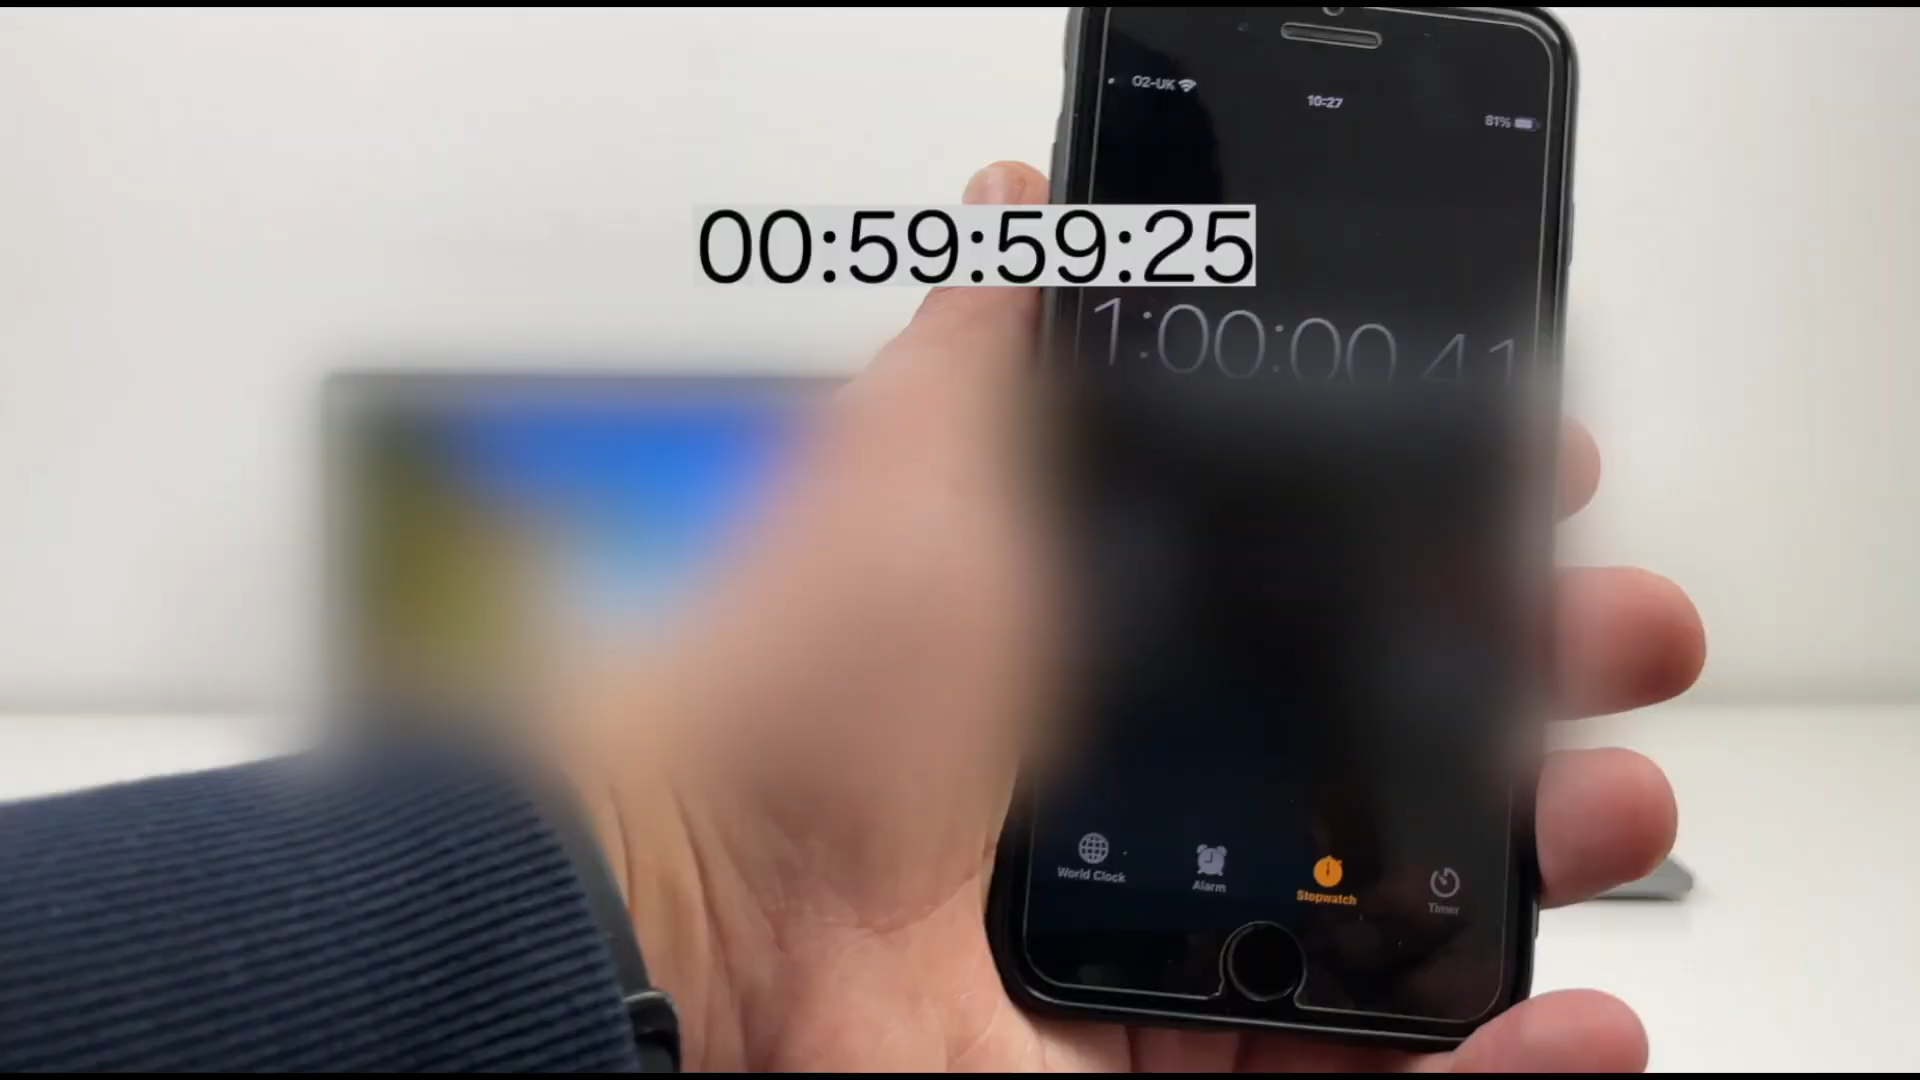 O2-UK
10:27
81%
00:59:59:25
1:00:00.41
World Clock
Alarm
Stopwatch
Timer